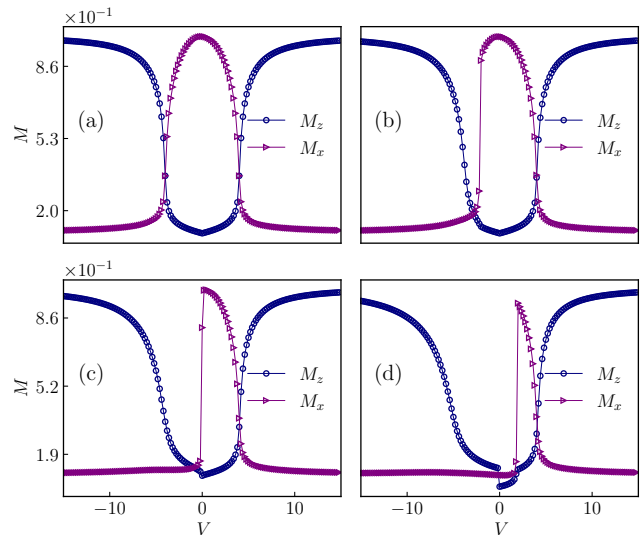 ×10⁻¹
8.6
5.3
2.0
M
(a)
M_z
M_x
(b)
M_z
M_x
×10⁻¹
8.6
5.2
1.9
M
(c)
M_z
M_x
(d)
M_z
M_x
−10
0
10
V
−10
0
10
V